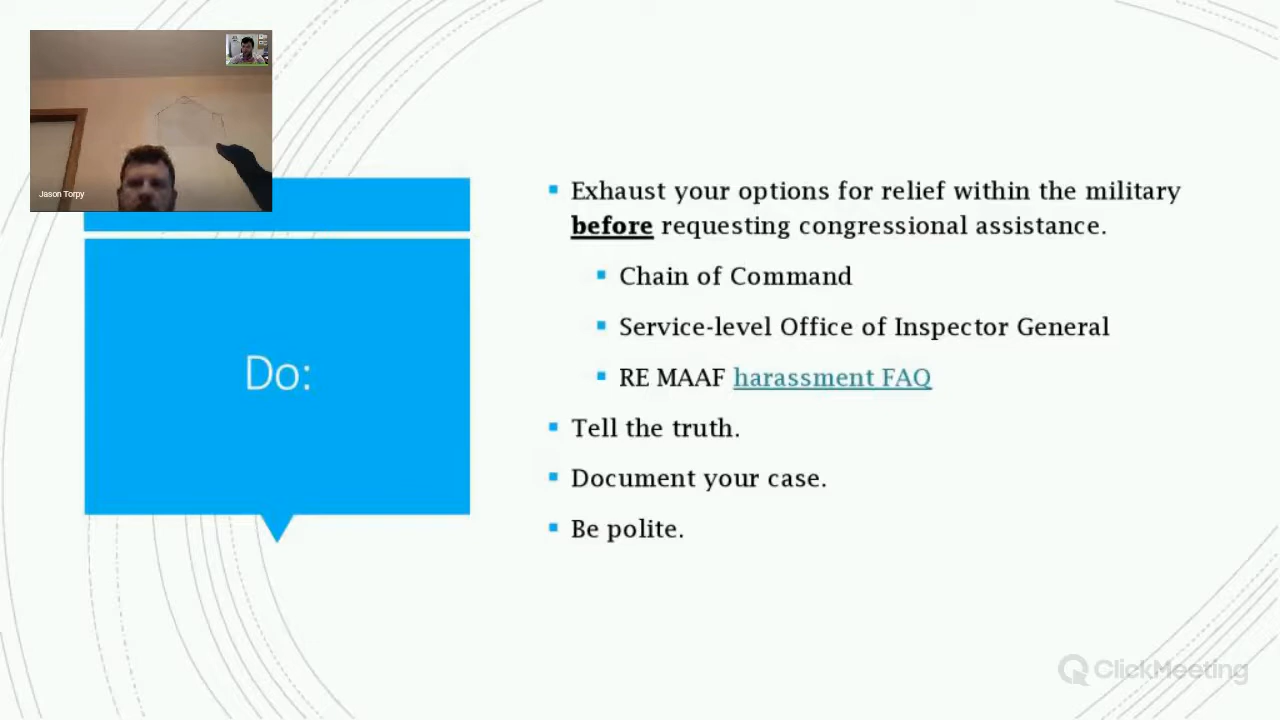 Jason Torpy
Do:
Exhaust your options for relief within the military
before requesting congressional assistance.
Chain of Command
Service-level Office of Inspector General
RE MAAF harassment FAQ
Tell the truth.
Document your case.
Be polite.
ClickMeeting